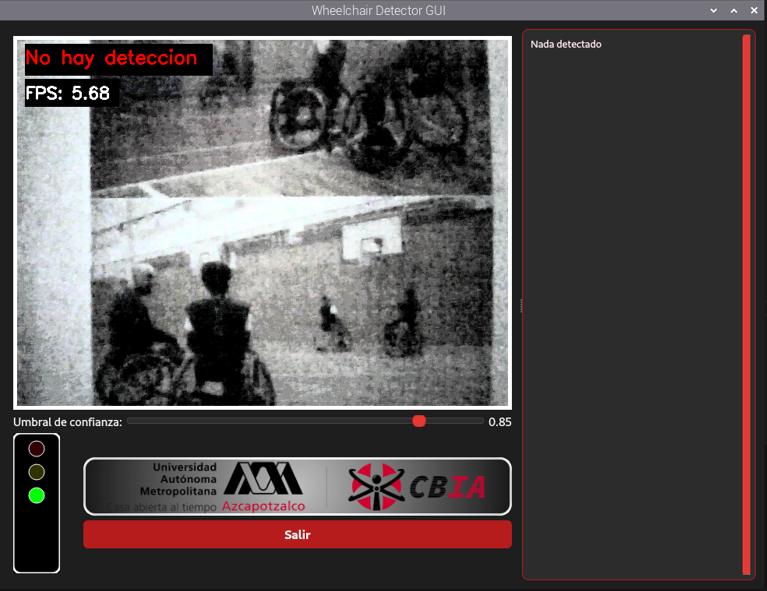 Wheelchair Detector GUI
No hay deteccion
FPS: 5.68
Nada detectado
Umbral de confianza:
0.85
Universidad
Autónoma
Metropolitana
Casa abierta al tiempo Azcapotzalco
CBIA
Salir